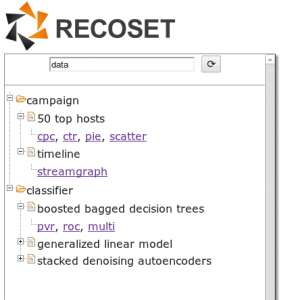 RECOSET
data
campaign
50 top hosts
cpc, ctr, pie, scatter
timeline
streamgraph
classifier
boosted bagged decision trees
pvr, roc, multi
generalized linear model
stacked denoising autoencoders